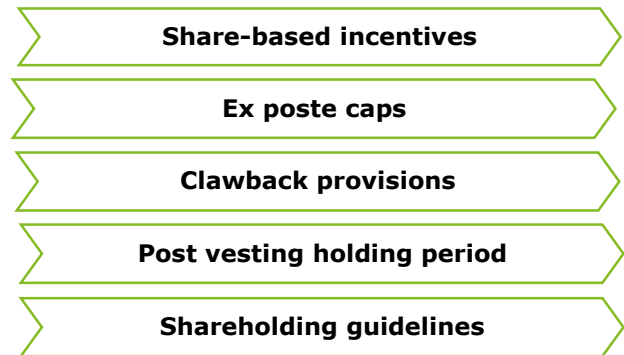 Share-based incentives
Ex poste caps
Clawback provisions
Post vesting holding period
Shareholding guidelines